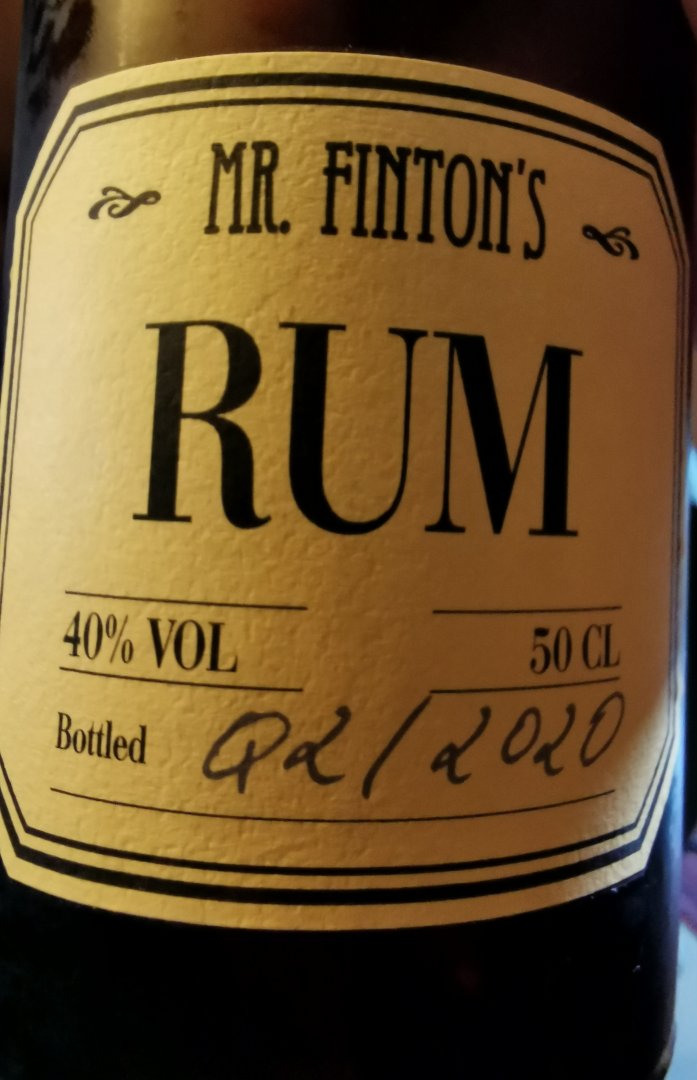 MR. FINTON'S
RUM
40% VOL 50 CL
Bottled Q2/2020